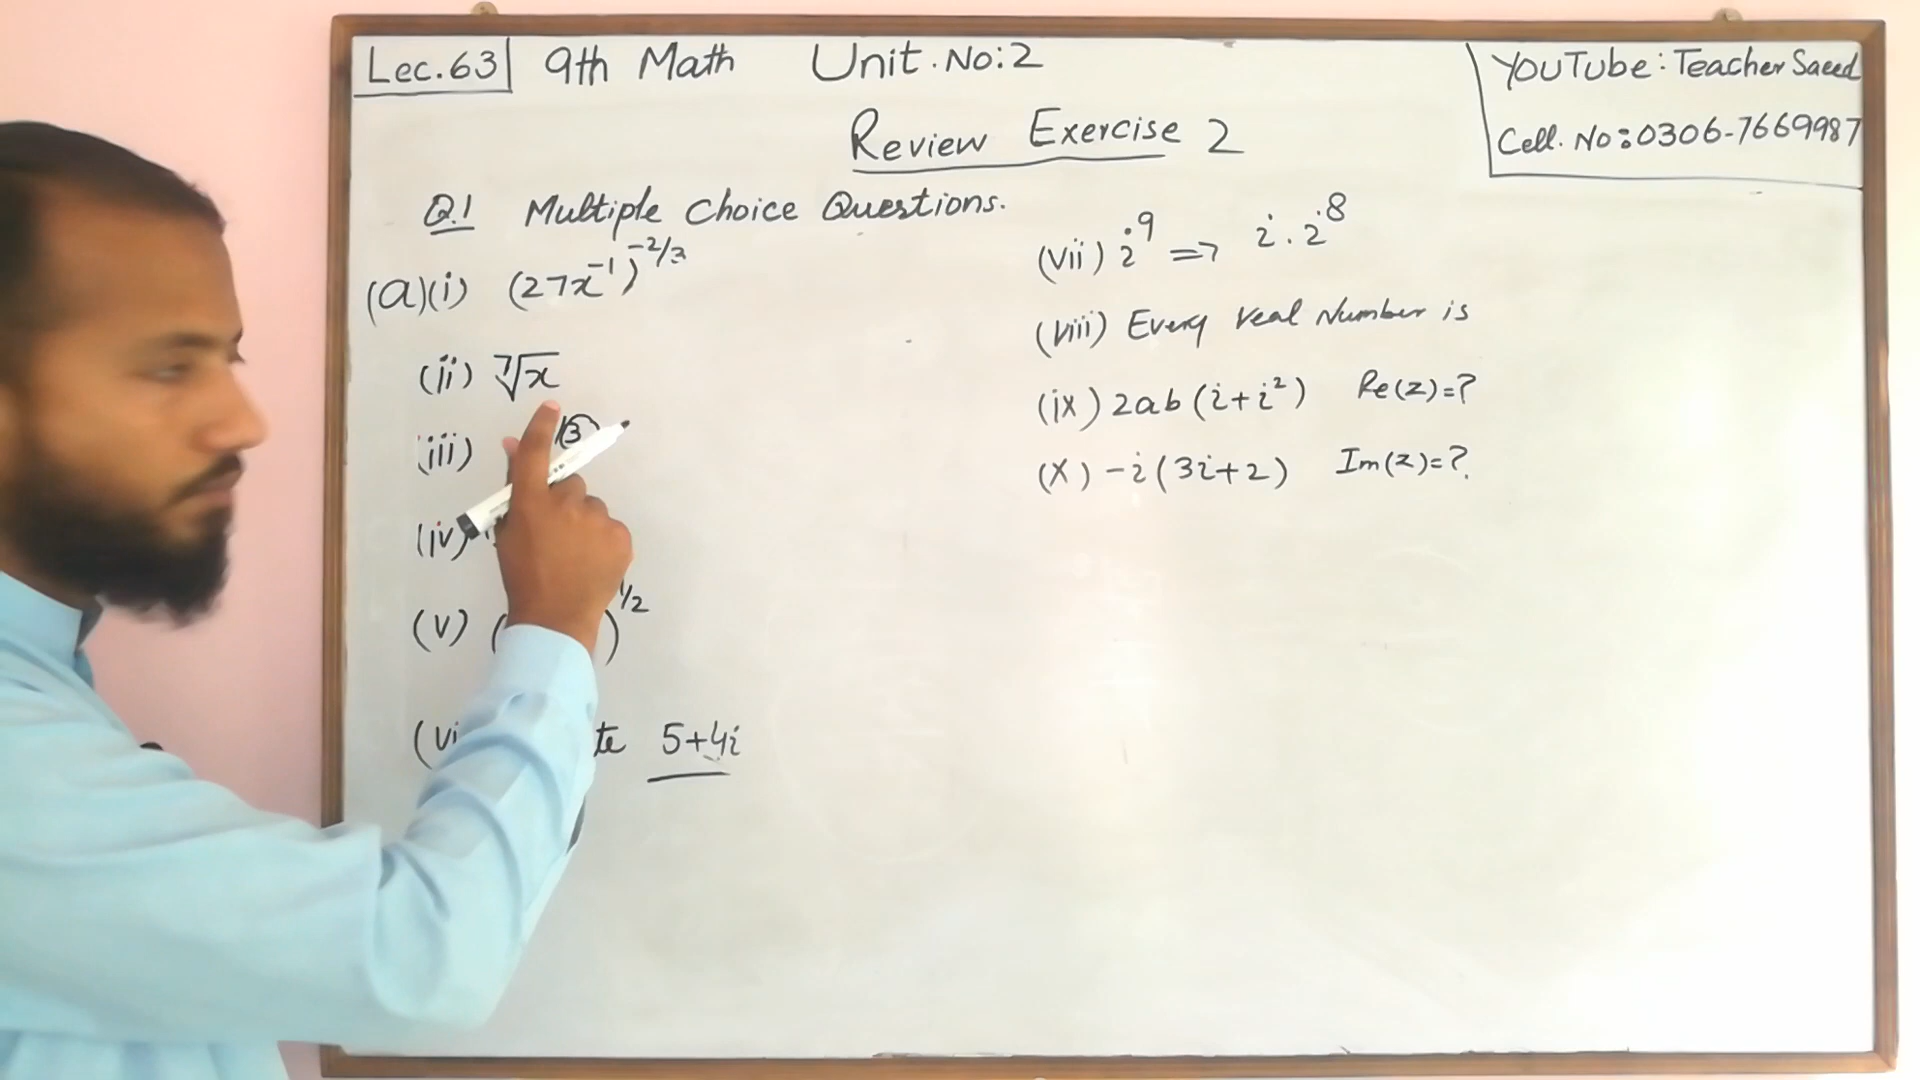 Lec.63 9th Math Unit.No:2
YOUTube: Teacher Saeed
Cell. No: 0306-7669987
Review Exercise 2
Q.1 Multiple Choice Questions.
(a)(i) (27x⁻¹)^-2/3
(ii) ⁷√x
(iii)
(iv)
(v) ( )^1/2
(vi 5+4i
(vii) i⁹ => i . i⁸
(viii) Every real Number is
(ix) 2ab(i+i²) Re(z)=?
(x) -i(3i+2) Im(z)=?